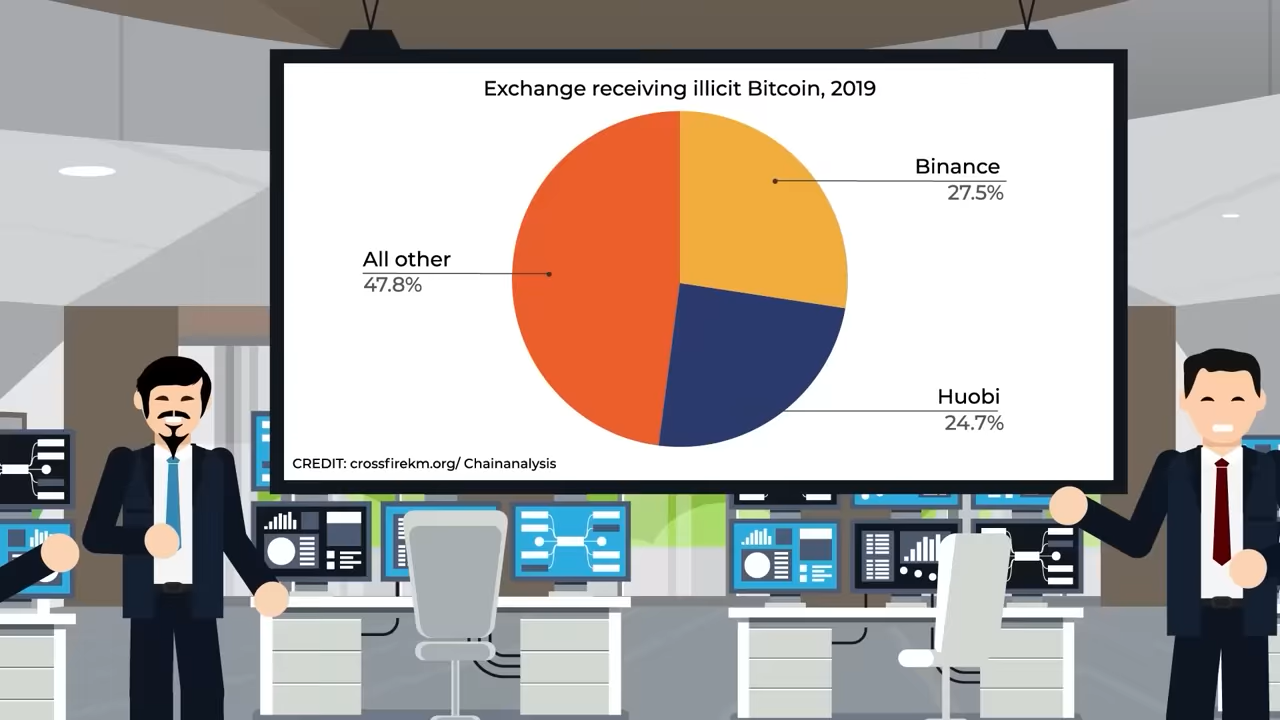 Exchange receiving illicit Bitcoin, 2019
Binance
27.5%
All other
47.8%
Huobi
24.7%
CREDIT: crossfirekm.org/ Chainanalysis